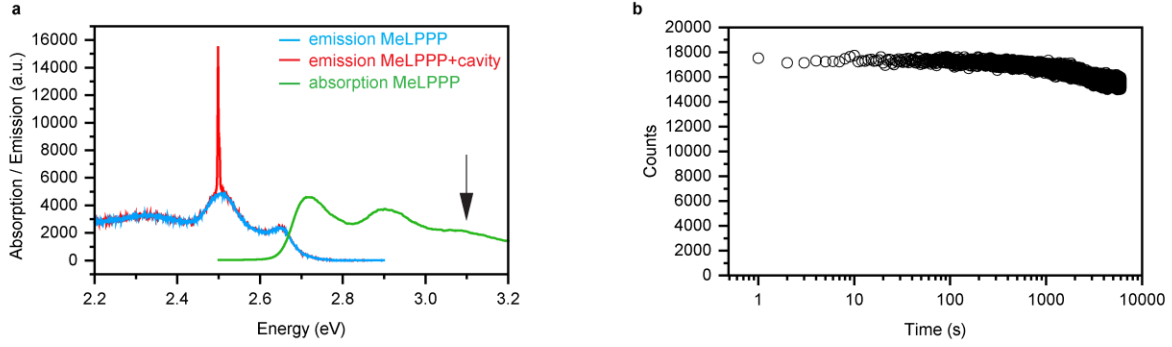 a
Absorption / Emission (a.u.)
16000
14000
12000
10000
8000
6000
4000
2000
0
emission MeLPPP
emission MeLPPP+cavity
absorption MeLPPP
2.2 2.4 2.6 2.8 3.0 3.2
Energy (eV)
b
Counts
20000
18000
16000
14000
12000
10000
8000
6000
4000
2000
0
1 10 100 1000 10000
Time (s)